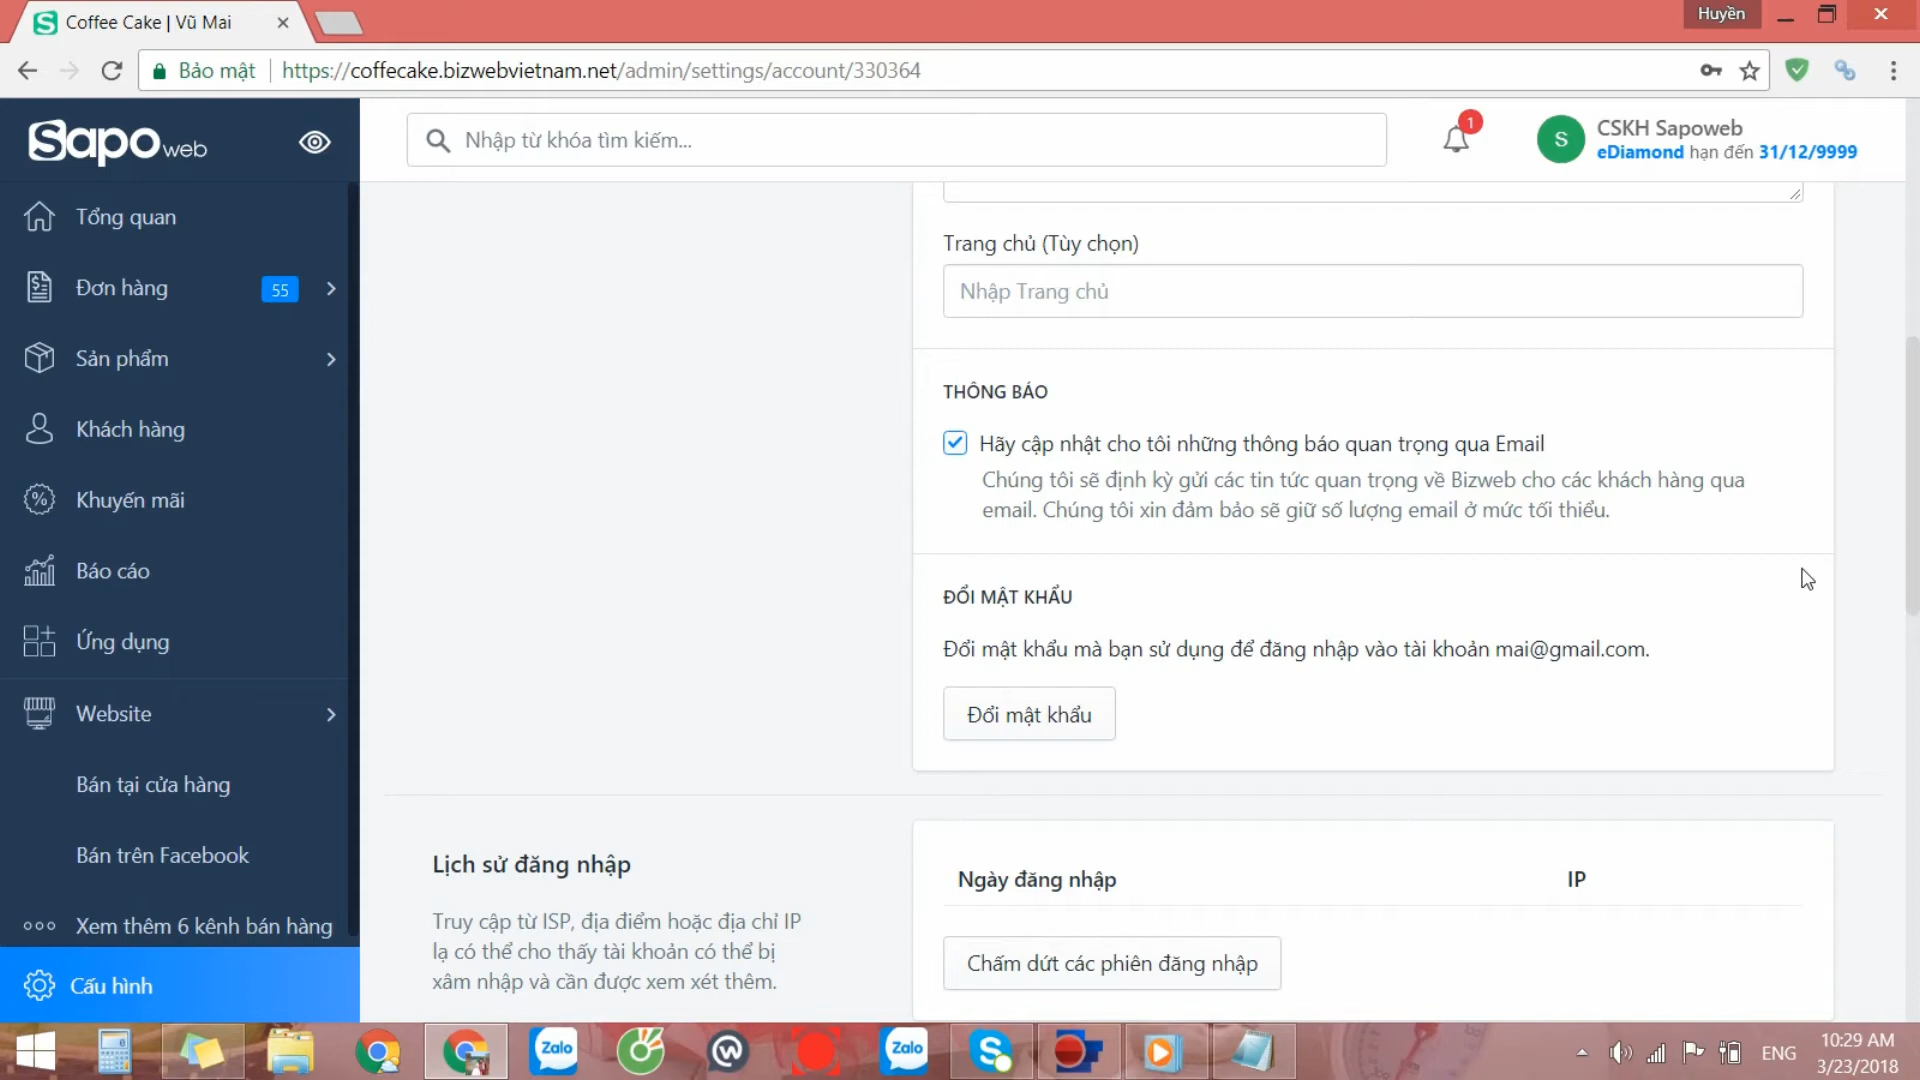 Coffee Cake | Vũ Mai
Huyền
Bảo mật
https://coffecake.bizwebvietnam.net/admin/settings/account/330364
Sapo web
Nhập từ khóa tìm kiếm...
1
S
CSKH Sapoweb
eDiamond hạn đến 31/12/9999
Tổng quan
Đơn hàng
55
Sản phẩm
Khách hàng
Khuyến mãi
Báo cáo
Ứng dụng
Website
Bán tại cửa hàng
Bán trên Facebook
Xem thêm 6 kênh bán hàng
Cấu hình
Trang chủ (Tùy chọn)
Nhập Trang chủ
THÔNG BÁO
Hãy cập nhật cho tôi những thông báo quan trọng qua Email
Chúng tôi sẽ định kỳ gửi các tin tức quan trọng về Bizweb cho các khách hàng qua
email. Chúng tôi xin đảm bảo sẽ giữ số lượng email ở mức tối thiểu.
ĐỔI MẬT KHẨU
Đổi mật khẩu mà bạn sử dụng để đăng nhập vào tài khoản mai@gmail.com.
Đổi mật khẩu
Lịch sử đăng nhập
Truy cập từ ISP, địa điểm hoặc địa chỉ IP
lạ có thể cho thấy tài khoản có thể bị
xâm nhập và cần được xem xét thêm.
Ngày đăng nhập
IP
Chấm dứt các phiên đăng nhập
Zalo
Zalo
ENG
10:29 AM
3/23/2018